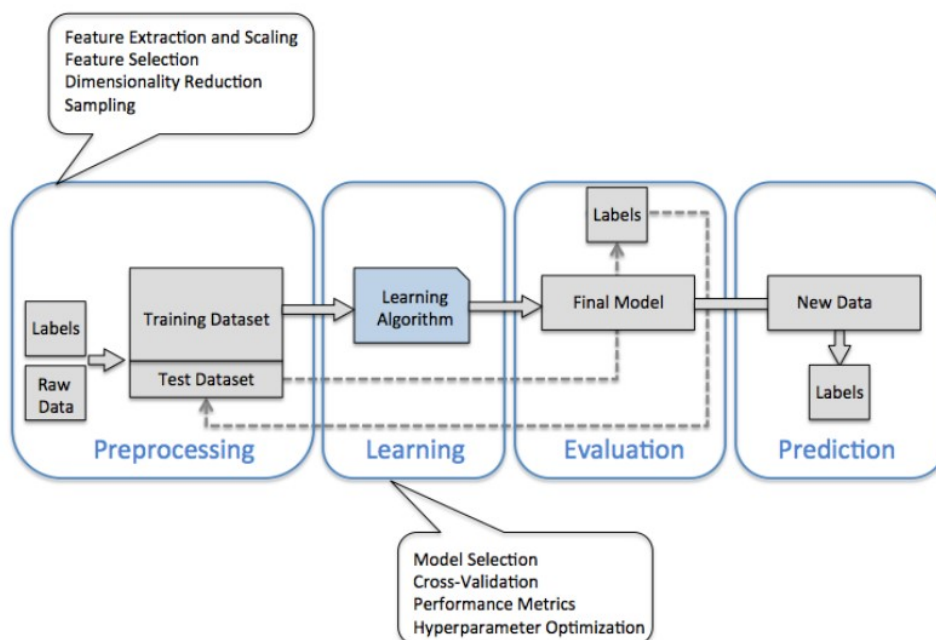 Feature Extraction and Scaling
Feature Selection
Dimensionality Reduction
Sampling
Labels
Raw
Data
Training Dataset
Test Dataset
Preprocessing
Learning
Algorithm
Learning
Labels
Final Model
Evaluation
New Data
Labels
Prediction
Model Selection
Cross-Validation
Performance Metrics
Hyperparameter Optimization